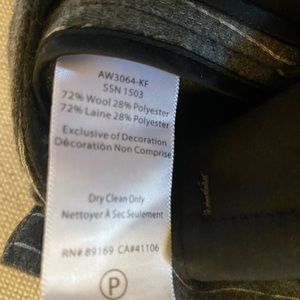 AW3064-KF
SSN 1503
72% Wool 28% Polyester
72% Laine 28% Polyester
Exclusive of Decoration
Décoration Non Comprise
Dry Clean Only
Nettoyer À Sec Seulement
RN# 89169 CA#41106
P